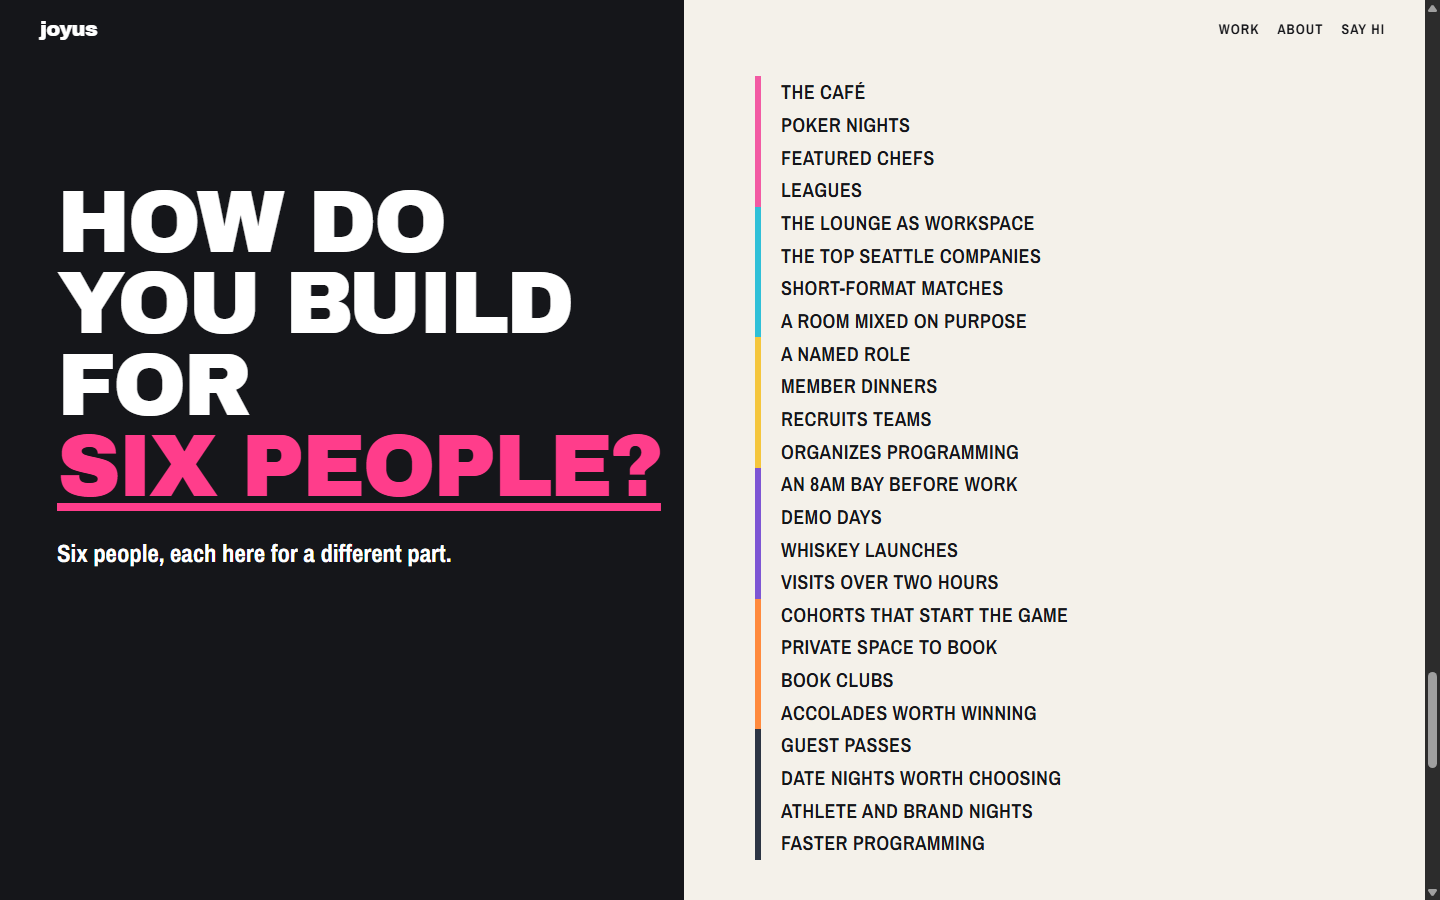 joyus
WORK ABOUT SAY HI
HOW DO
YOU BUILD
FOR
SIX PEOPLE?
Six people, each here for a different part.
THE CAFÉ
POKER NIGHTS
FEATURED CHEFS
LEAGUES
THE LOUNGE AS WORKSPACE
THE TOP SEATTLE COMPANIES
SHORT-FORMAT MATCHES
A ROOM MIXED ON PURPOSE
A NAMED ROLE
MEMBER DINNERS
RECRUITS TEAMS
ORGANIZES PROGRAMMING
AN 8AM BAY BEFORE WORK
DEMO DAYS
WHISKEY LAUNCHES
VISITS OVER TWO HOURS
COHORTS THAT START THE GAME
PRIVATE SPACE TO BOOK
BOOK CLUBS
ACCOLADES WORTH WINNING
GUEST PASSES
DATE NIGHTS WORTH CHOOSING
ATHLETE AND BRAND NIGHTS
FASTER PROGRAMMING